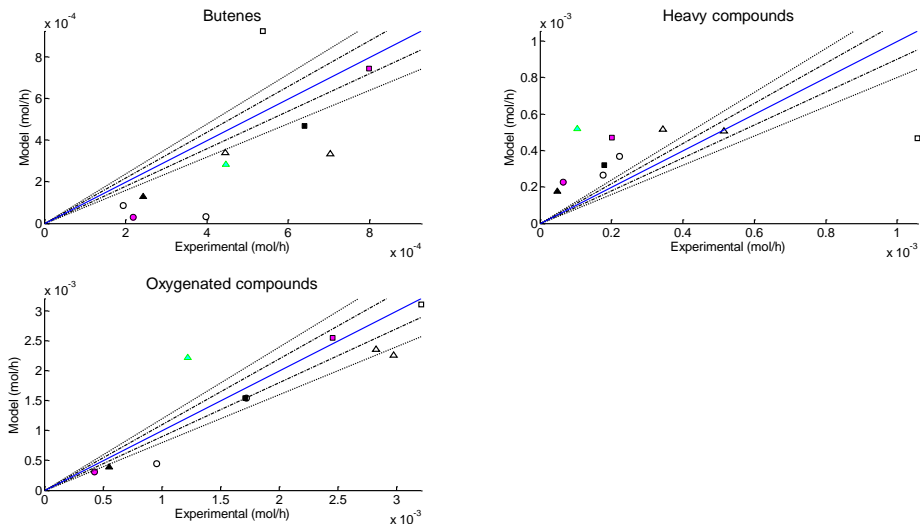 Butenes
x 10⁻⁴
8
6
4
2
0
Model (mol/h)
0 2 4 6 8
Experimental (mol/h)
x 10⁻⁴
Heavy compounds
x 10⁻³
1
0.8
0.6
0.4
0.2
0
Model (mol/h)
0 0.2 0.4 0.6 0.8 1
Experimental (mol/h)
x 10⁻³
Oxygenated compounds
x 10⁻³
3
2.5
2
1.5
1
0.5
0
Model (mol/h)
0 0.5 1 1.5 2 2.5 3
Experimental (mol/h)
x 10⁻³